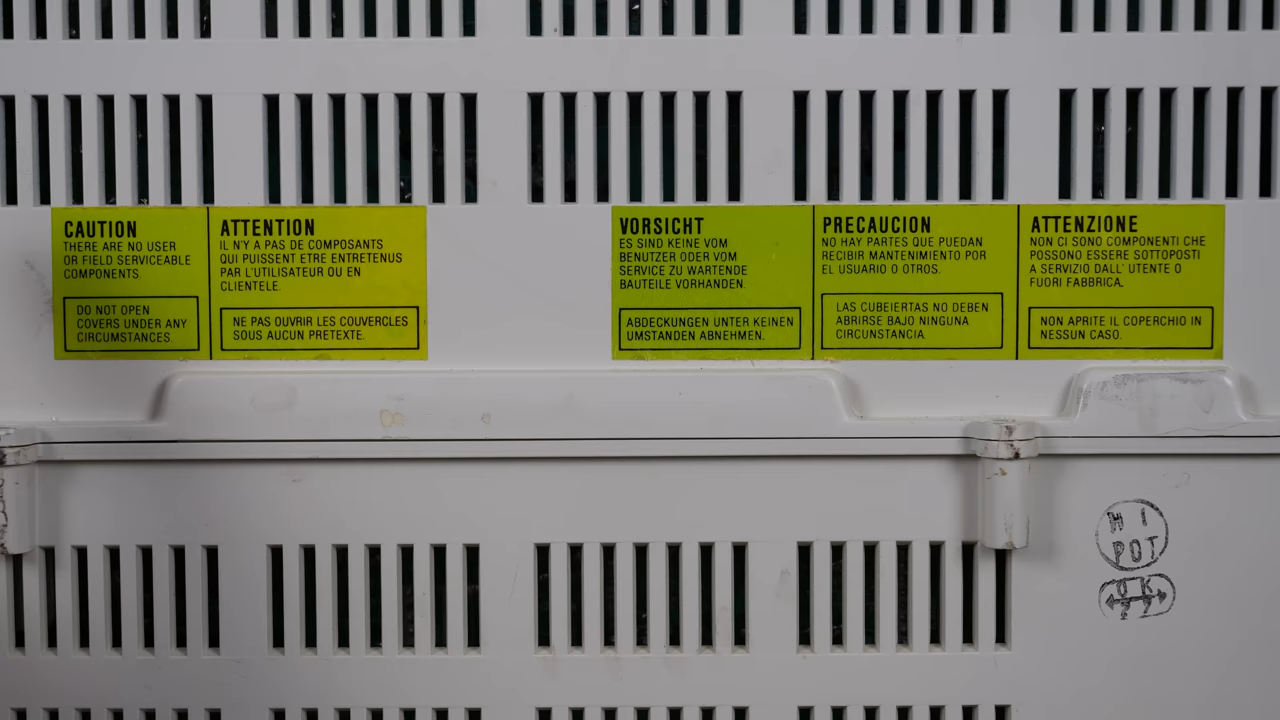 CAUTION
THERE ARE NO USER
OR FIELD SERVICEABLE
COMPONENTS.
DO NOT OPEN
COVERS UNDER ANY
CIRCUMSTANCES.
ATTENTION
IL N'Y A PAS DE COMPOSANTS
QUI PUISSENT ETRE ENTRETENUS
PAR L'UTILISATEUR OU EN
CLIENTELE.
NE PAS OUVRIR LES COUVERCLES
SOUS AUCUN PRETEXTE.
VORSICHT
ES SIND KEINE VOM
BENUTZER ODER VOM
SERVICE ZU WARTENDE
BAUTEILE VORHANDEN.
ABDECKUNGEN UNTER KEINEN
UMSTANDEN ABNEHMEN.
PRECAUCION
NO HAY PARTES QUE PUEDAN
RECIBIR MANTENIMIENTO POR
EL USUARIO O OTROS.
LAS CUBEIERTAS NO DEBEN
ABRIRSE BAJO NINGUNA
CIRCUNSTANCIA.
ATTENZIONE
NON CI SONO COMPONENTI CHE
POSSONO ESSERE SOTTOPOSTI
A SERVIZIO DALL' UTENTE O
FUORI FABBRICA.
NON APRITE IL COPERCHIO IN
NESSUN CASO.
HI
POT